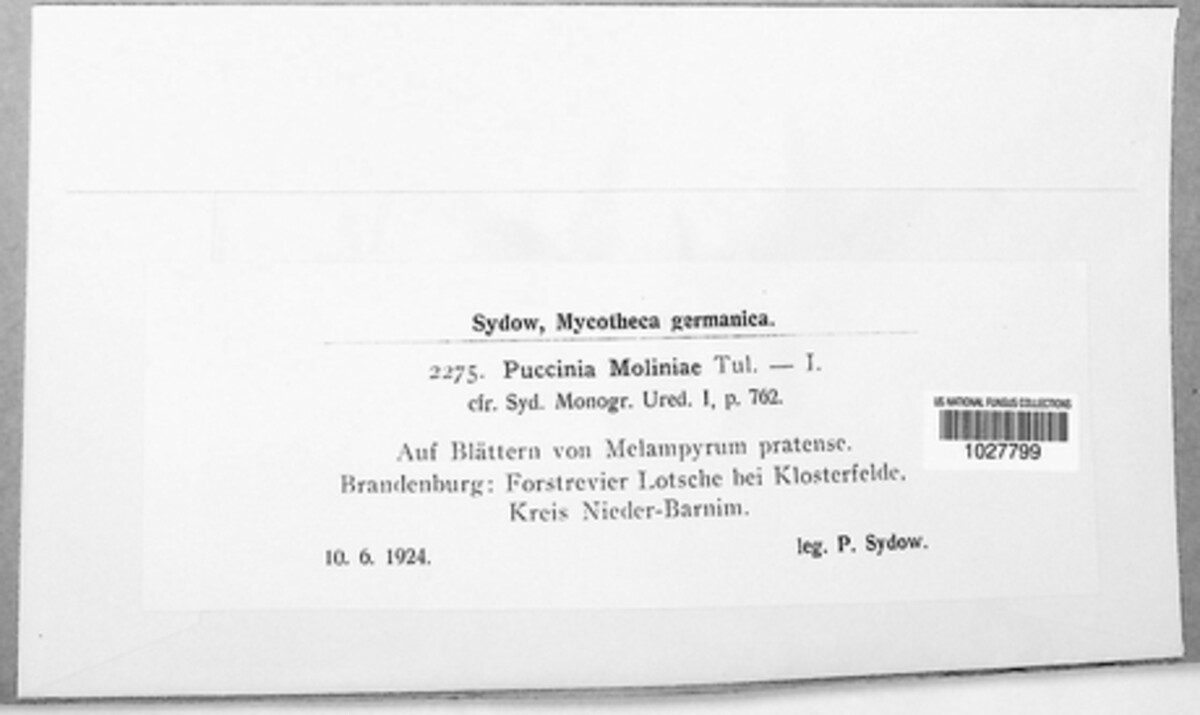 Sydow, Mycotheca germanica.
2275. Puccinia Moliniae Tul. — I.
cfr. Syd. Monogr. Ured. I, p. 762.
Auf Blättern von Melampyrum pratense.
Brandenburg: Forstrevier Lotsche bei Klosterfelde,
Kreis Nieder-Barnim.
10. 6. 1924.
leg. P. Sydow.
US NATIONAL FUNGUS COLLECTIONS
1027799